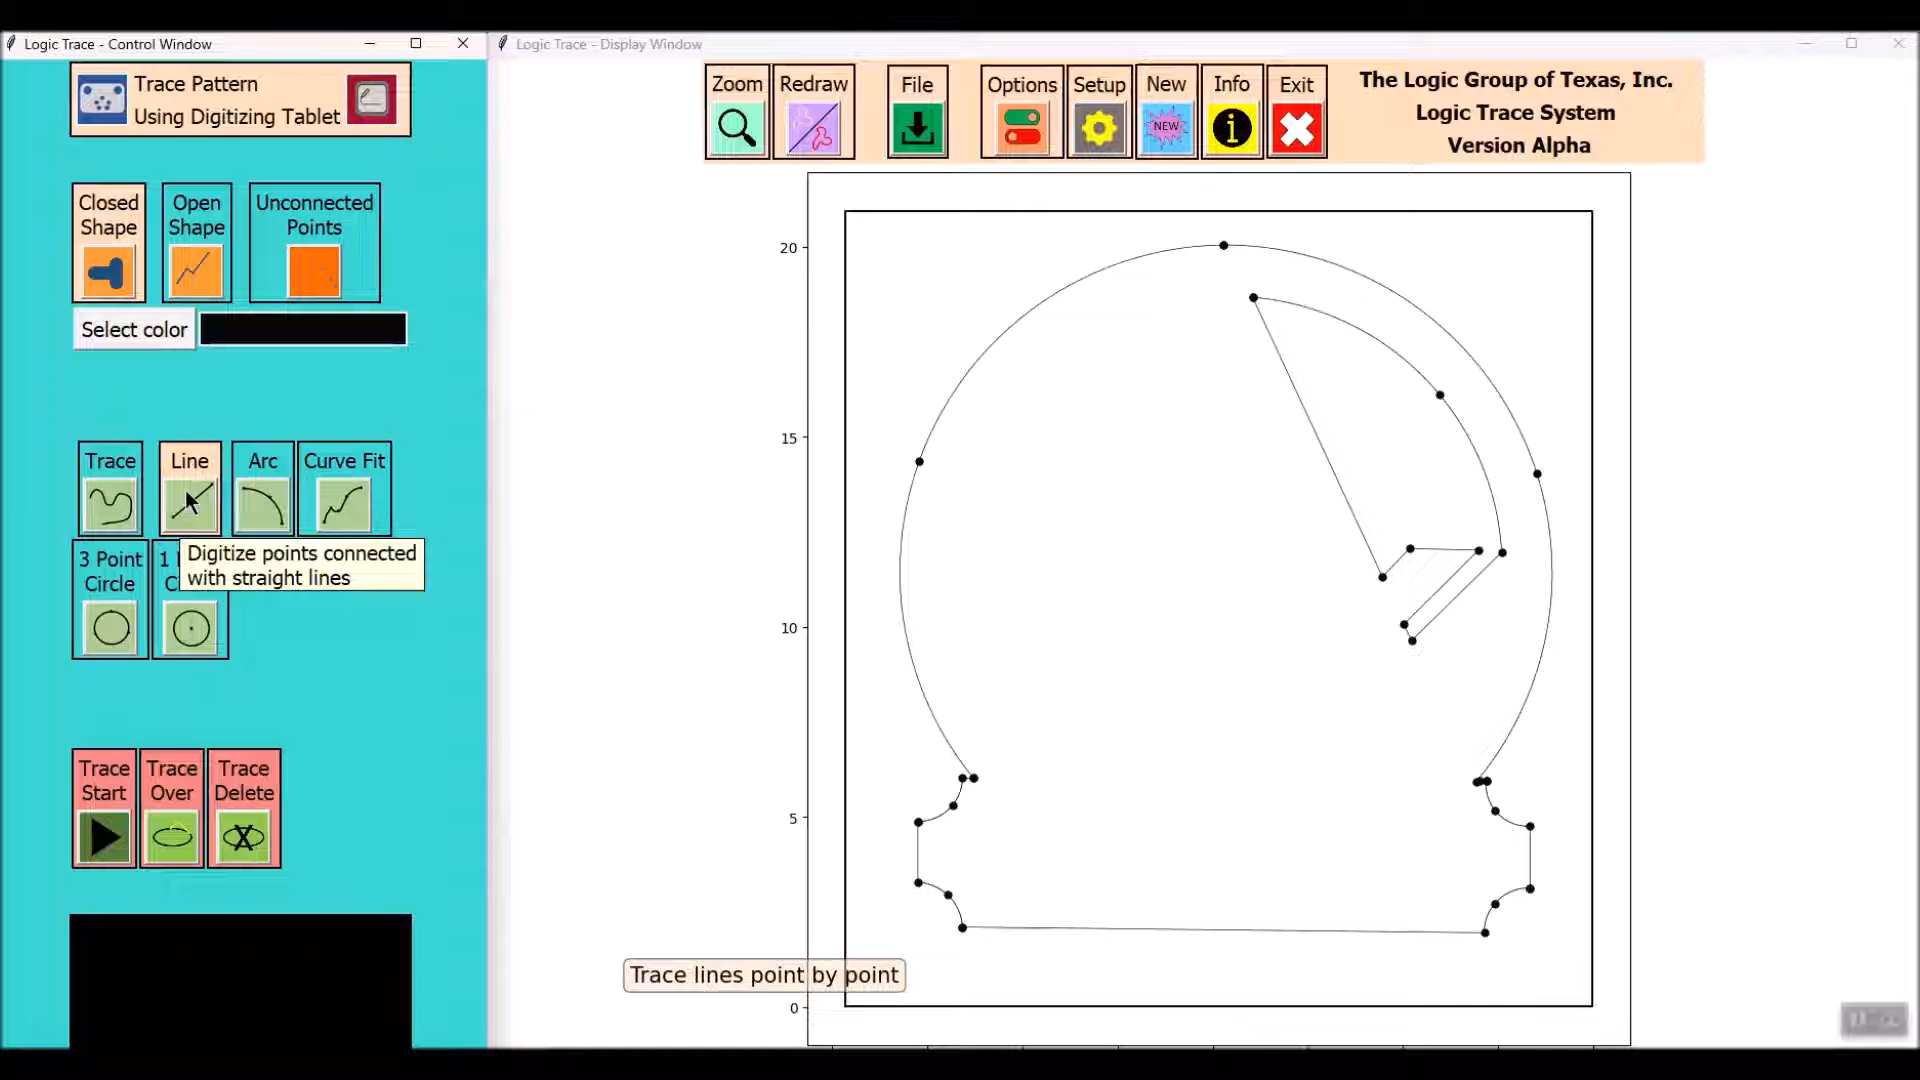 Logic Trace - Control Window
Logic Trace - Display Window
Trace Pattern
Using Digitizing Tablet
Zoom
Redraw
File
Options
Setup
New
Info
Exit
NEW
The Logic Group of Texas, Inc.
Logic Trace System
Version Alpha
Closed
Shape
Open
Shape
Unconnected
Points
Select color
Trace
Line
Arc
Curve Fit
Digitize points connected
with straight lines
3 Point
Circle
1
Trace
Start
Trace
Over
Trace
Delete
Trace lines point by point
20
15
10
5
0